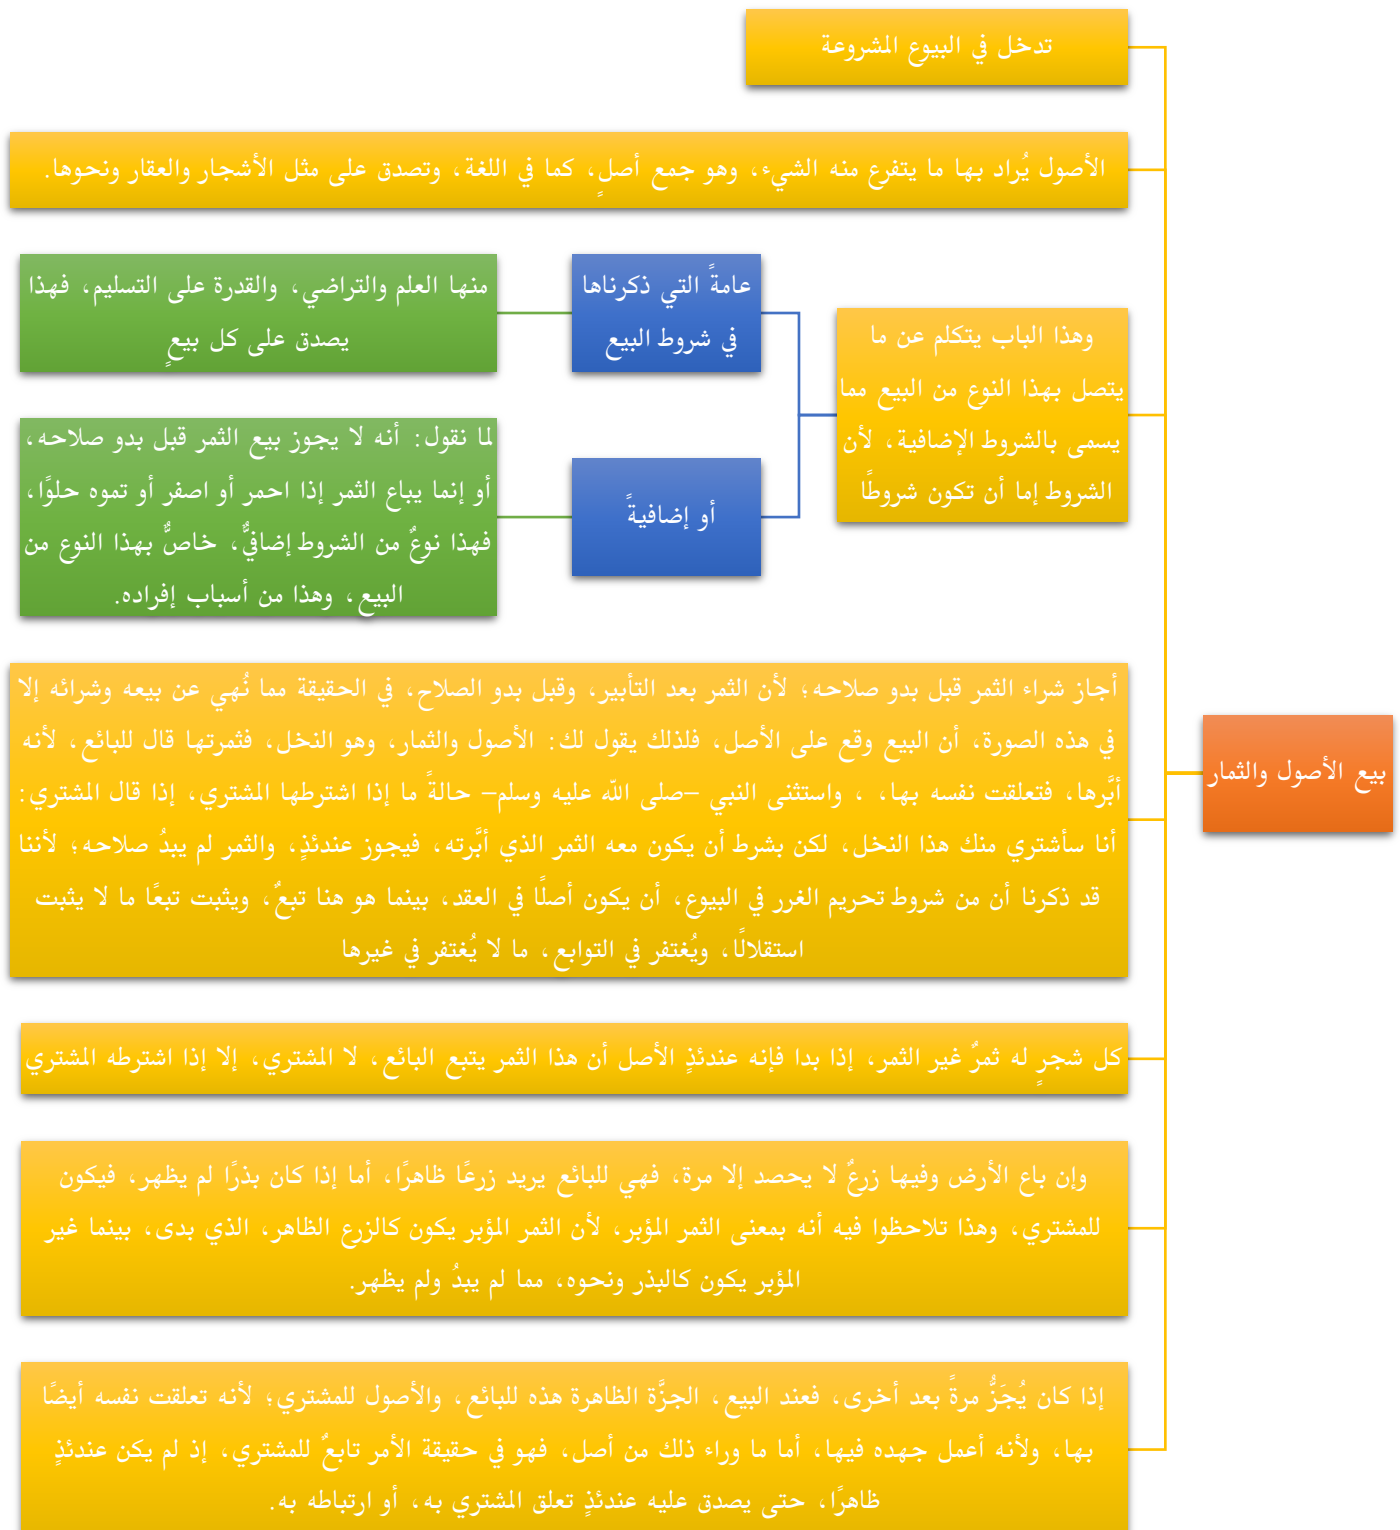 تدخل في البيوع المشروعة
الأصول يُراد بها ما يتفرع منه الشيء، وهو جمع أصلٍ، كما في اللغة، وتصدق على مثل الأشجار والعقار ونحوها.
وهذا الباب يتكلم عن ما
يتصل بهذا النوع من البيع مما
يسمى بالشروط الإضافية، لأن
الشروط إما أن تكون شروطًا
عامةً التي ذكرناها
في شروط البيع
منها العلم والتراضي، والقدرة على التسليم، فهذا
يصدق على كل بيعٍ
أو إضافيةً
لما نقول: أنه لا يجوز بيع الثمر قبل بدو صلاحه،
أو إنما يباع الثمر إذا احمر أو اصفر أو تموه حلوًا،
فهذا نوعٌ من الشروط إضافيٌّ، خاصٌّ بهذا النوع من
البيع، وهذا من أسباب إفراده.
بيع الأصول والثمار
أجاز شراء الثمر قبل بدو صلاحه؛ لأن الثمر بعد التأبير، وقبل بدو الصلاح، في الحقيقة مما نُهي عن بيعه وشرائه إلا
في هذه الصورة، أن البيع وقع على الأصل، فلذلك يقول لك: الأصول والثمار، وهو النخل، فثمرتها قال للبائع، لأنه
أبَّرها، فتعلقت نفسه بها، ، واستثنى النبي –صلى الله عليه وسلم– حالةً ما إذا اشترطها المشتري، إذا قال المشتري:
أنا سأشتري منك هذا النخل، لكن بشرط أن يكون معه الثمر الذي أبَّرته، فيجوز عندئذٍ، والثمر لم يبدُ صلاحه؛ لأننا
قد ذكرنا أن من شروط تحريم الغرر في البيوع، أن يكون أصلًا في العقد، بينما هو هنا تبعٌ، ويثبت تبعًا ما لا يثبت
استقلالًا، ويُغتفر في التوابع، ما لا يُغتفر في غيرها
كل شجرٍ له ثمرٌ غير الثمر، إذا بدا فإنه عندئذٍ الأصل أن هذا الثمر يتبع البائع، لا المشتري، إلا إذا اشترطه المشتري
وإن باع الأرض وفيها زرعٌ لا يحصد إلا مرة، فهي للبائع يريد زرعًا ظاهرًا، أما إذا كان بذرًا لم يظهر، فيكون
للمشتري، وهذا تلاحظوا فيه أنه بمعنى الثمر المؤبر، لأن الثمر المؤبر يكون كالزرع الظاهر، الذي بدى، بينما غير
المؤبر يكون كالبذر ونحوه، مما لم يبدُ ولم يظهر.
إذا كان يُجَزُّ مرةً بعد أخرى، فعند البيع، الجزَّة الظاهرة هذه للبائع، والأصول للمشتري؛ لأنه تعلقت نفسه أيضًا
بها، ولأنه أعمل جهده فيها، أما ما وراء ذلك من أصل، فهو في حقيقة الأمر تابعٌ للمشتري، إذ لم يكن عندئذٍ
ظاهرًا، حتى يصدق عليه عندئذٍ تعلق المشتري به، أو ارتباطه به.